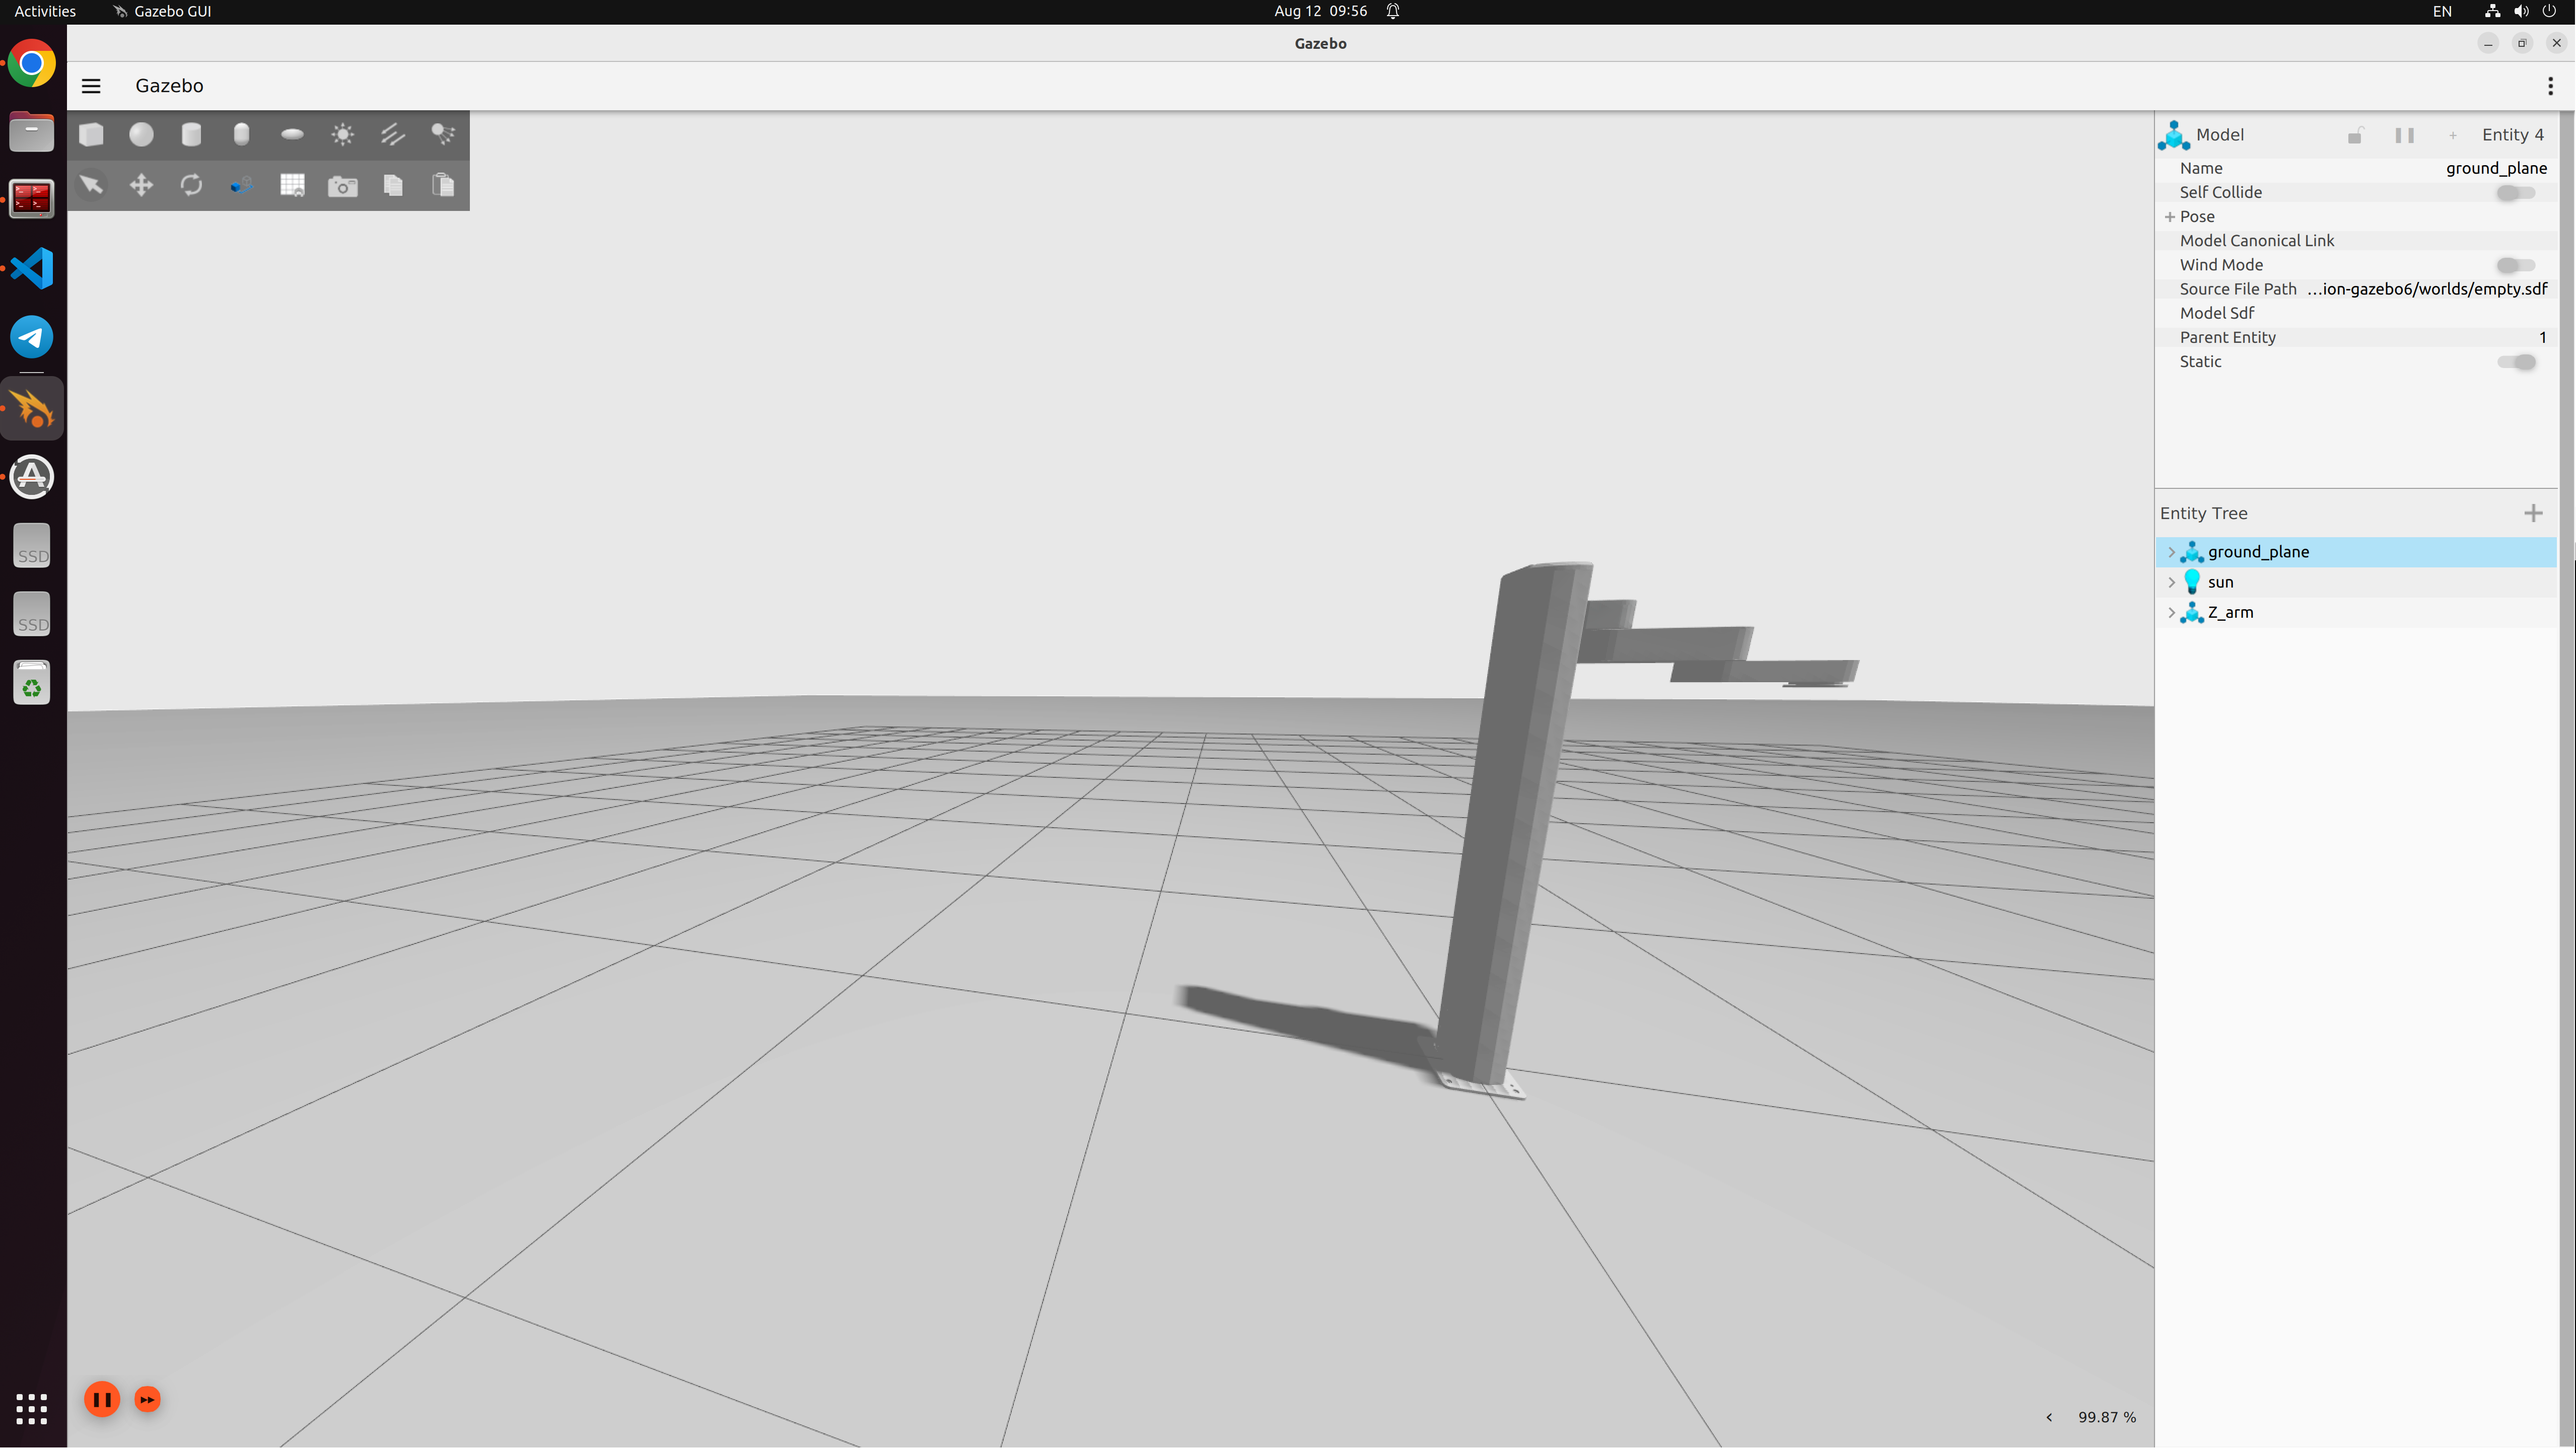 Activities
Gazebo GUI
Aug 12 09:56
EN
Gazebo
Gazebo
Model
Entity 4
Name ground_plane
Self Collide
Pose
Model Canonical Link
Wind Mode
Source File Path …ion-gazebo6/worlds/empty.sdf
Model Sdf
Parent Entity 1
Static
Entity Tree
ground_plane
sun
Z_arm
SSD
SSD
99.87 %